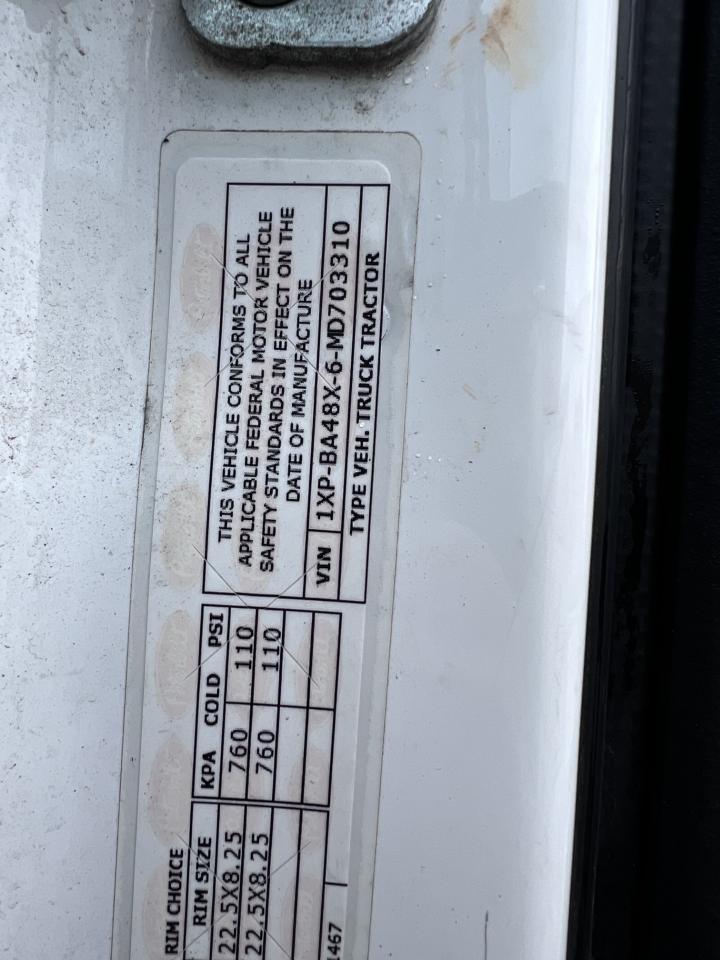 RIM CHOICE
RIM SIZE
22.5X8.25
22.5X8.25
KPA COLD PSI
760 110
760 110
1467
THIS VEHICLE CONFORMS TO ALL
APPLICABLE FEDERAL MOTOR VEHICLE
SAFETY STANDARDS IN EFFECT ON THE
DATE OF MANUFACTURE
VIN 1XP-BA48X-6-MD703310
TYPE VEH. TRUCK TRACTOR